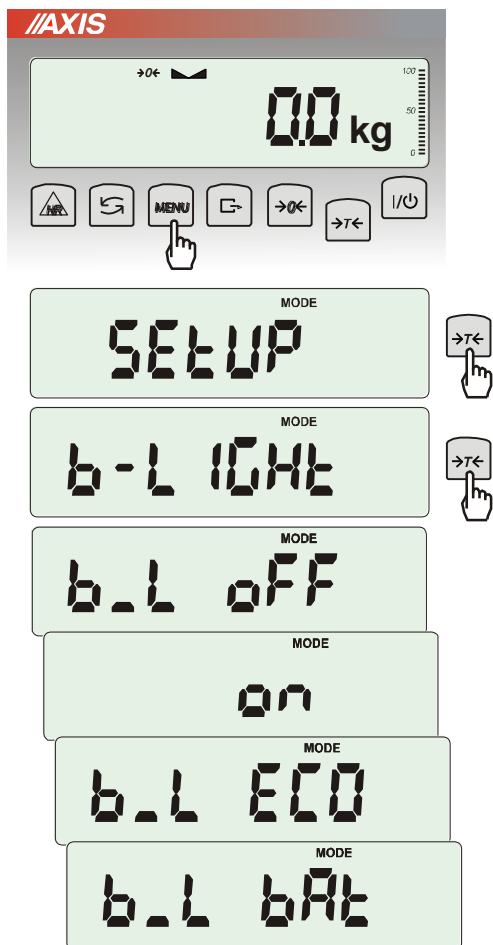 AXIS
→0← 100
50
0.0 kg
0
HR MENU →0← →T← I/
MODE
SEtUP
→T←
MODE
b-LIGHt
→T←
MODE
b_L oFF
MODE
on
MODE
b_L ECO
MODE
b_L bAt